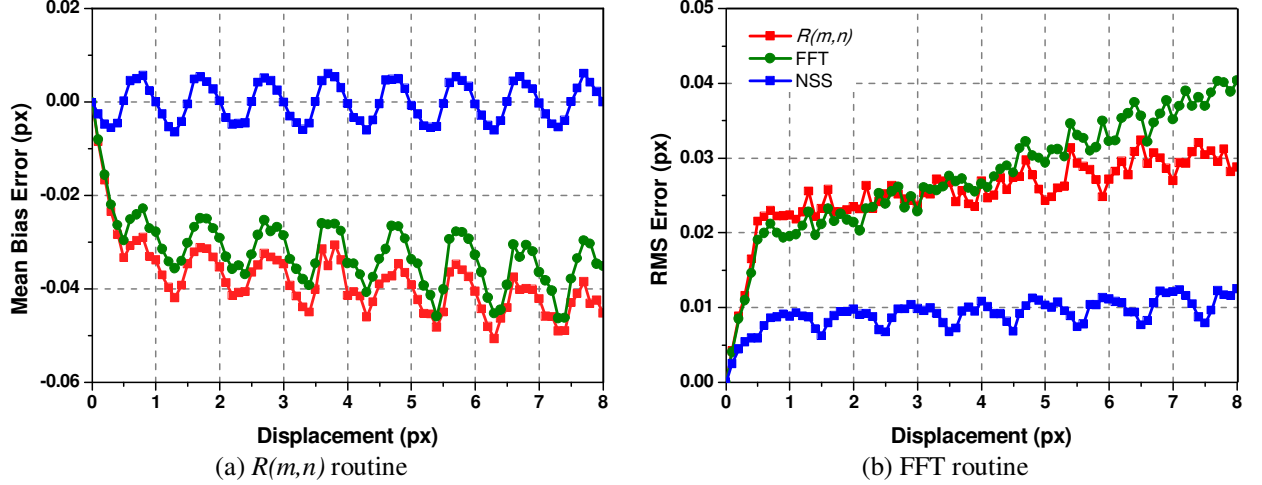 0.02
0.00
-0.02
-0.04
-0.06
Mean Bias Error (px)
0 1 2 3 4 5 6 7 8
Displacement (px)
(a) R(m,n) routine
0.05
0.04
0.03
0.02
0.01
0.00
RMS Error (px)
R(m,n)
FFT
NSS
0 1 2 3 4 5 6 7 8
Displacement (px)
(b) FFT routine